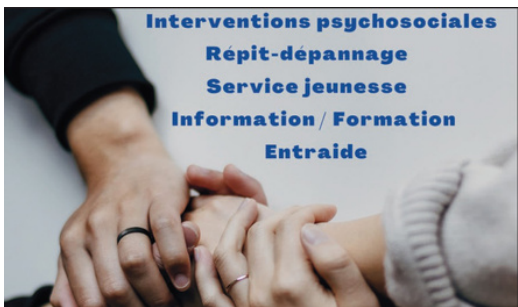 Interventions psychosociales
Répit-dépannage
Service jeunesse
Information / Formation
Entraide